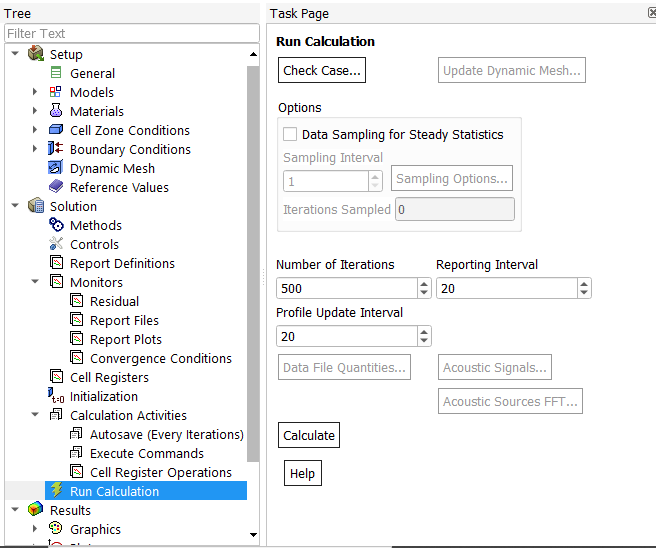 Tree
Filter Text
Setup
General
Models
Materials
Cell Zone Conditions
Boundary Conditions
Dynamic Mesh
Reference Values
Solution
Methods
Controls
Report Definitions
Monitors
Residual
Report Files
Report Plots
Convergence Conditions
Cell Registers
t=0 Initialization
Calculation Activities
Autosave (Every Iterations)
Execute Commands
Cell Register Operations
Run Calculation
Results
Graphics
Task Page
Run Calculation
Check Case... Update Dynamic Mesh...
Options
Data Sampling for Steady Statistics
Sampling Interval
1 Sampling Options...
Iterations Sampled 0
Number of Iterations Reporting Interval
500 20
Profile Update Interval
20
Data File Quantities... Acoustic Signals...
Acoustic Sources FFT...
Calculate
Help